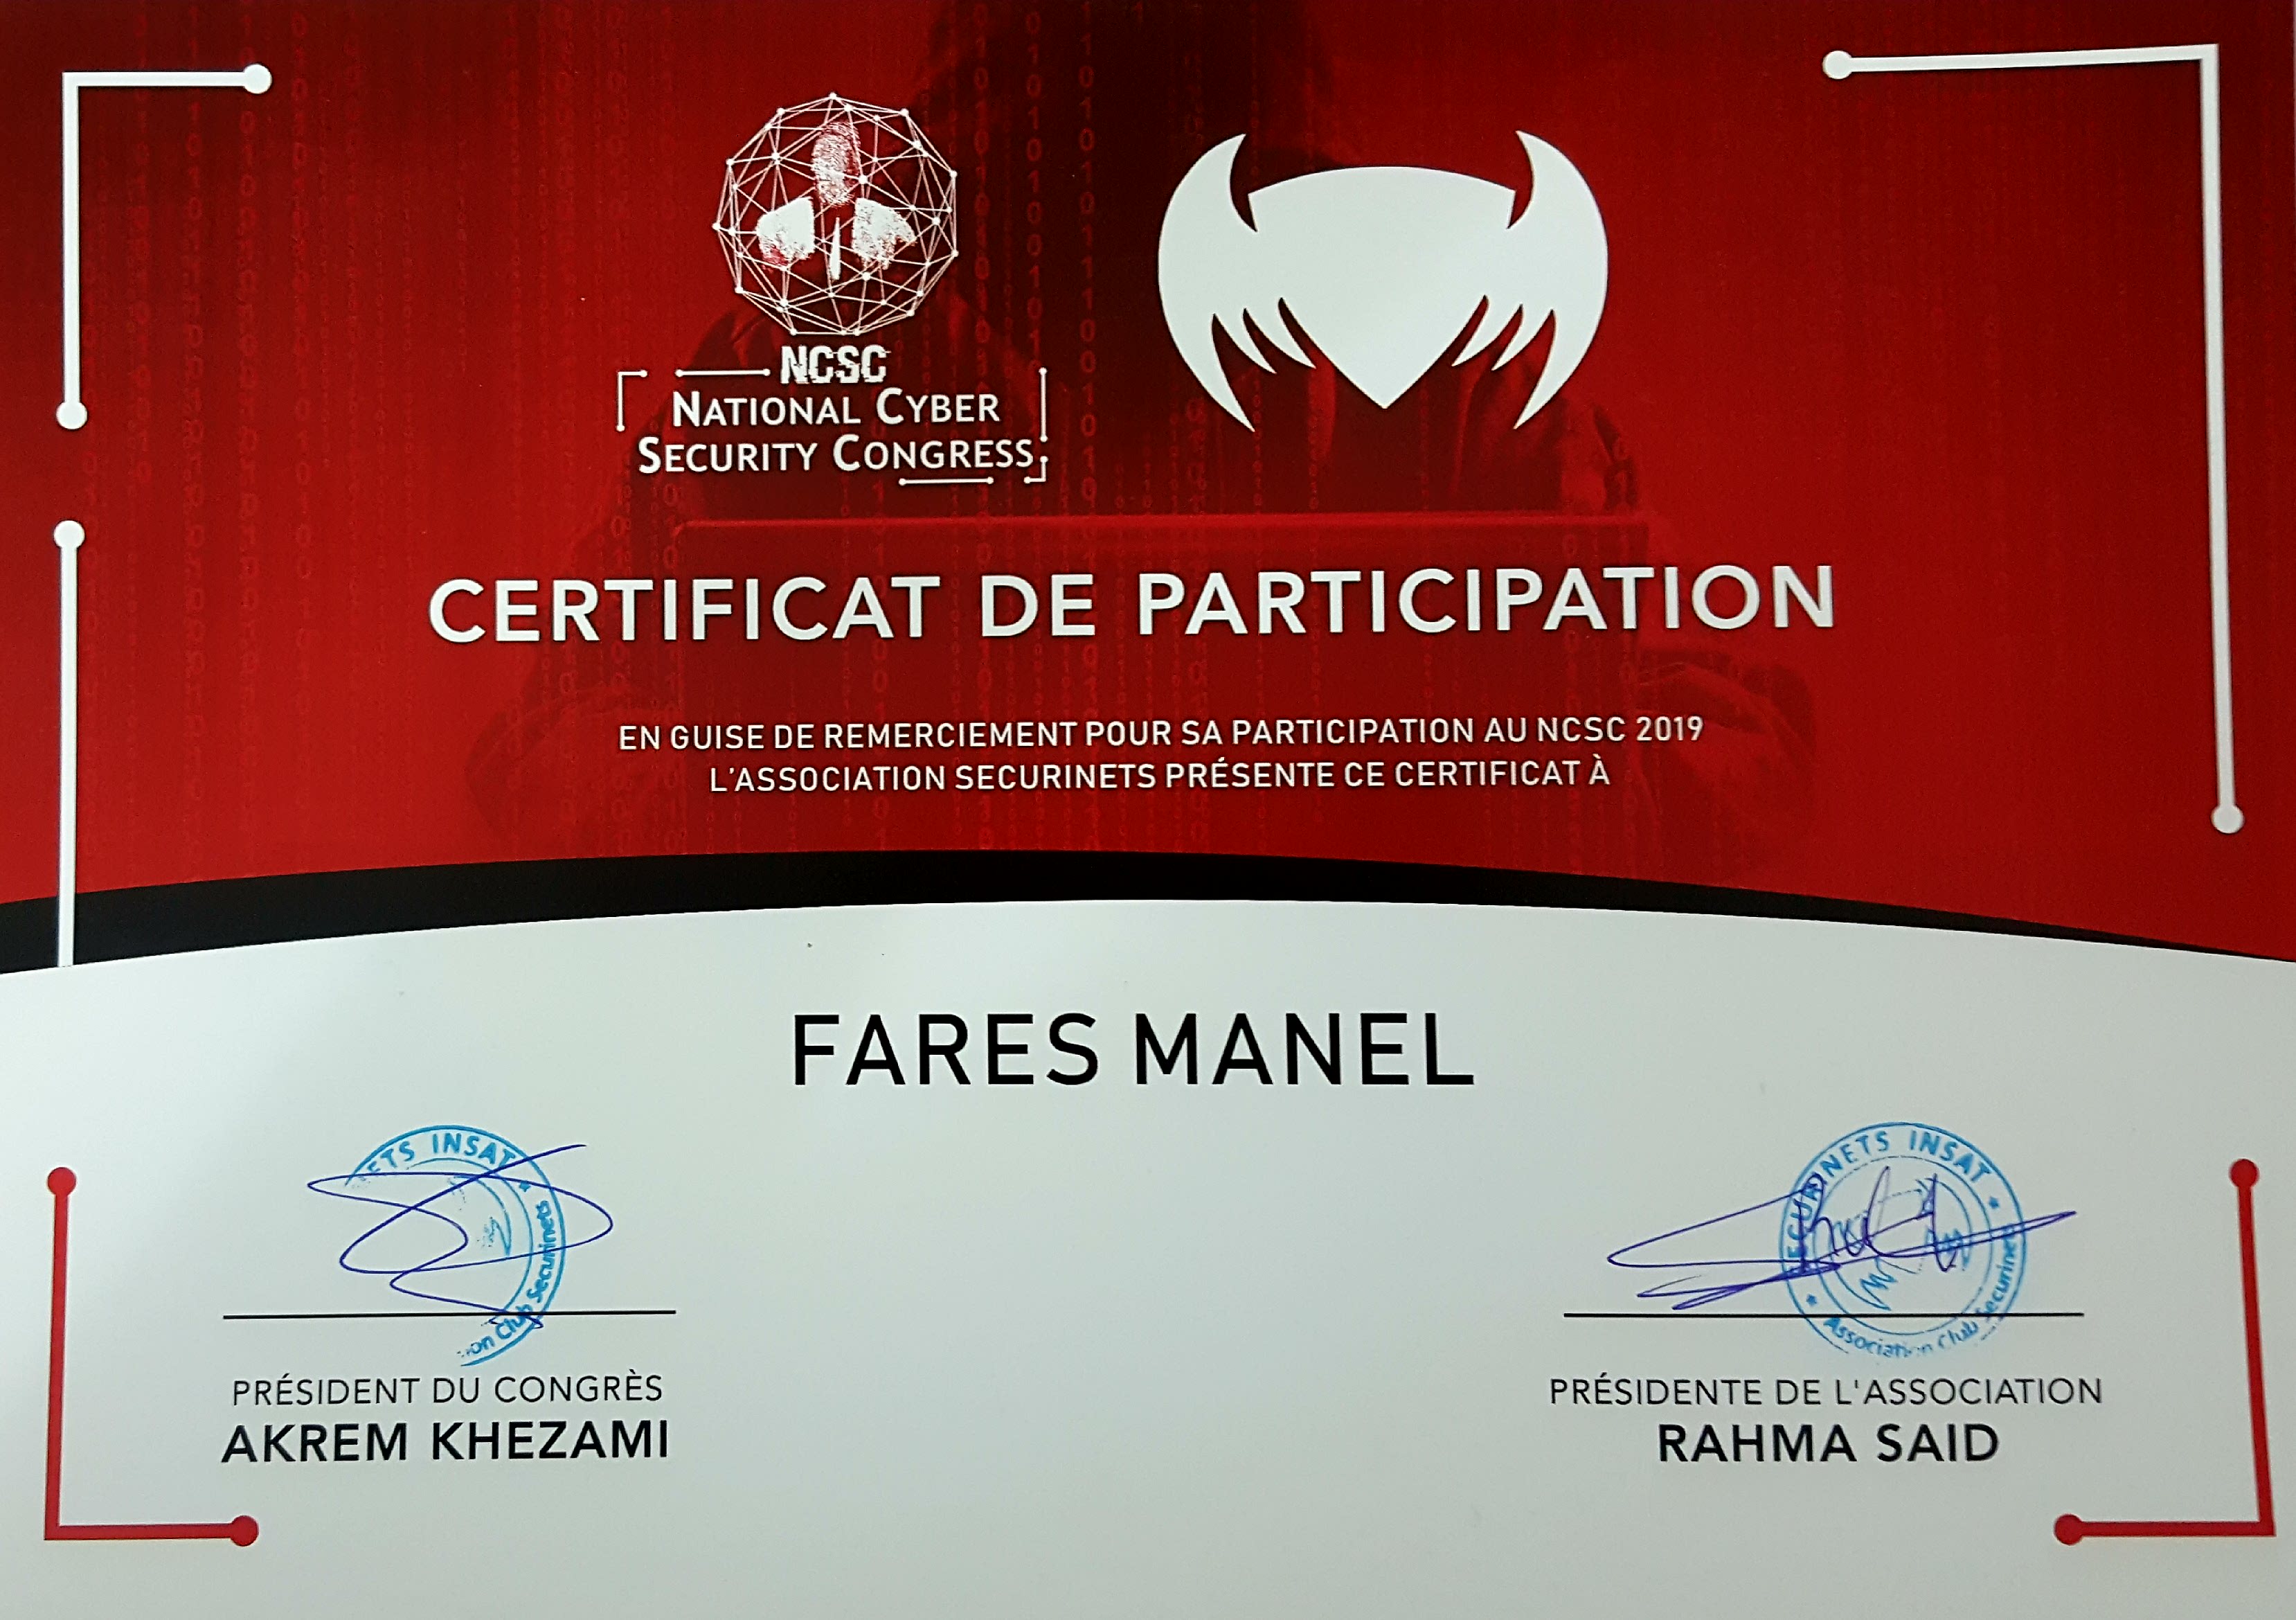 NCSC
NATIONAL CYBER
SECURITY CONGRESS
CERTIFICAT DE PARTICIPATION
EN GUISE DE REMERCIEMENT POUR SA PARTICIPATION AU NCSC 2019
L'ASSOCIATION SECURINETS PRÉSENTE CE CERTIFICAT À
FARES MANEL
ETS INSAT
on Club Securinets
SECURINETS INSAT
Association Club Securinets
PRÉSIDENT DU CONGRÈS
AKREM KHEZAMI
PRÉSIDENTE DE L'ASSOCIATION
RAHMA SAID